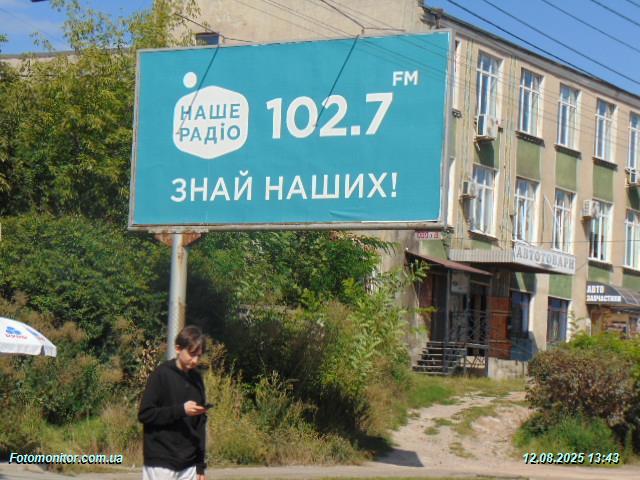 НАШЕ
РАДІО
102.7 FM
ЗНАЙ НАШИХ!
АВТОТОВАРИ
АВТО
ЗАПЧАСТИНИ
Fotomonitor.com.ua
12.08.2025 13:43